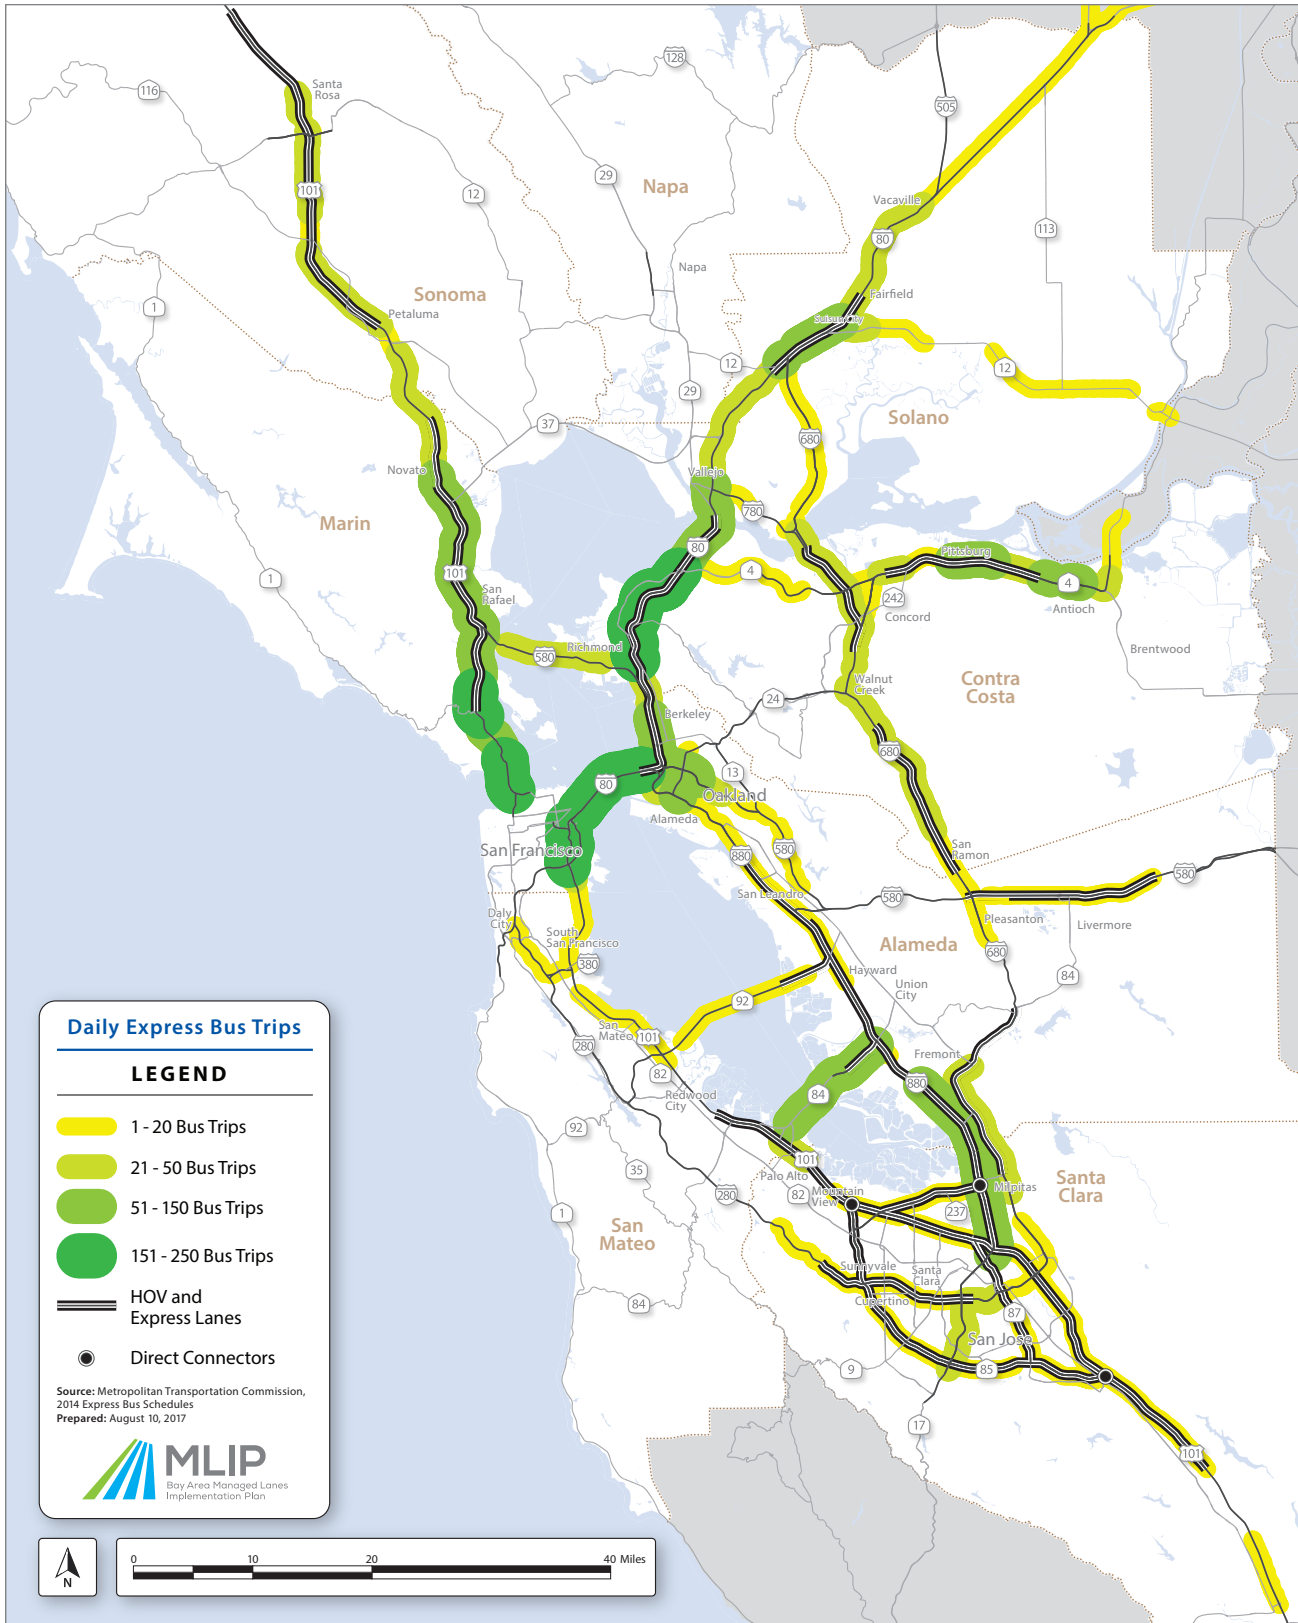 128
Santa
Rosa
116
505
29
Napa
101
12
Vacaville
113
80
Napa
Sonoma
1
Petaluma
Fairfield
Suisun City
12
12
29
Solano
37
680
Novato
Vallejo
780
Marin
80
Pittsburg
101
1
4
4
San
Rafael
242
Antioch
Concord
Richmond
580
Brentwood
Walnut
Creek
Contra
Costa
24
Berkeley
680
13
80
Oakland
Alameda
San Francisco
880
580
San
Ramon
580
San Leandro
580
Daly
City
Pleasanton
Livermore
South
San Francisco
Alameda
680
380
Hayward
84
Union
City
92
San
Mateo
101
280
Fremont
82
880
Redwood
City
84
92
101
Palo Alto
35
Santa
Clara
Milpitas
280
82
Mountain
View
1
237
San
Mateo
Sunnyvale
Santa
Clara
Cupertino
84
87
San Jose
9
85
17
101
Daily Express Bus Trips
LEGEND
1 - 20 Bus Trips
21 - 50 Bus Trips
51 - 150 Bus Trips
151 - 250 Bus Trips
HOV and
Express Lanes
Direct Connectors
Source: Metropolitan Transportation Commission,
2014 Express Bus Schedules
Prepared: August 10, 2017
MLIP
Bay Area Managed Lanes
Implementation Plan
N
0 10 20 40 Miles